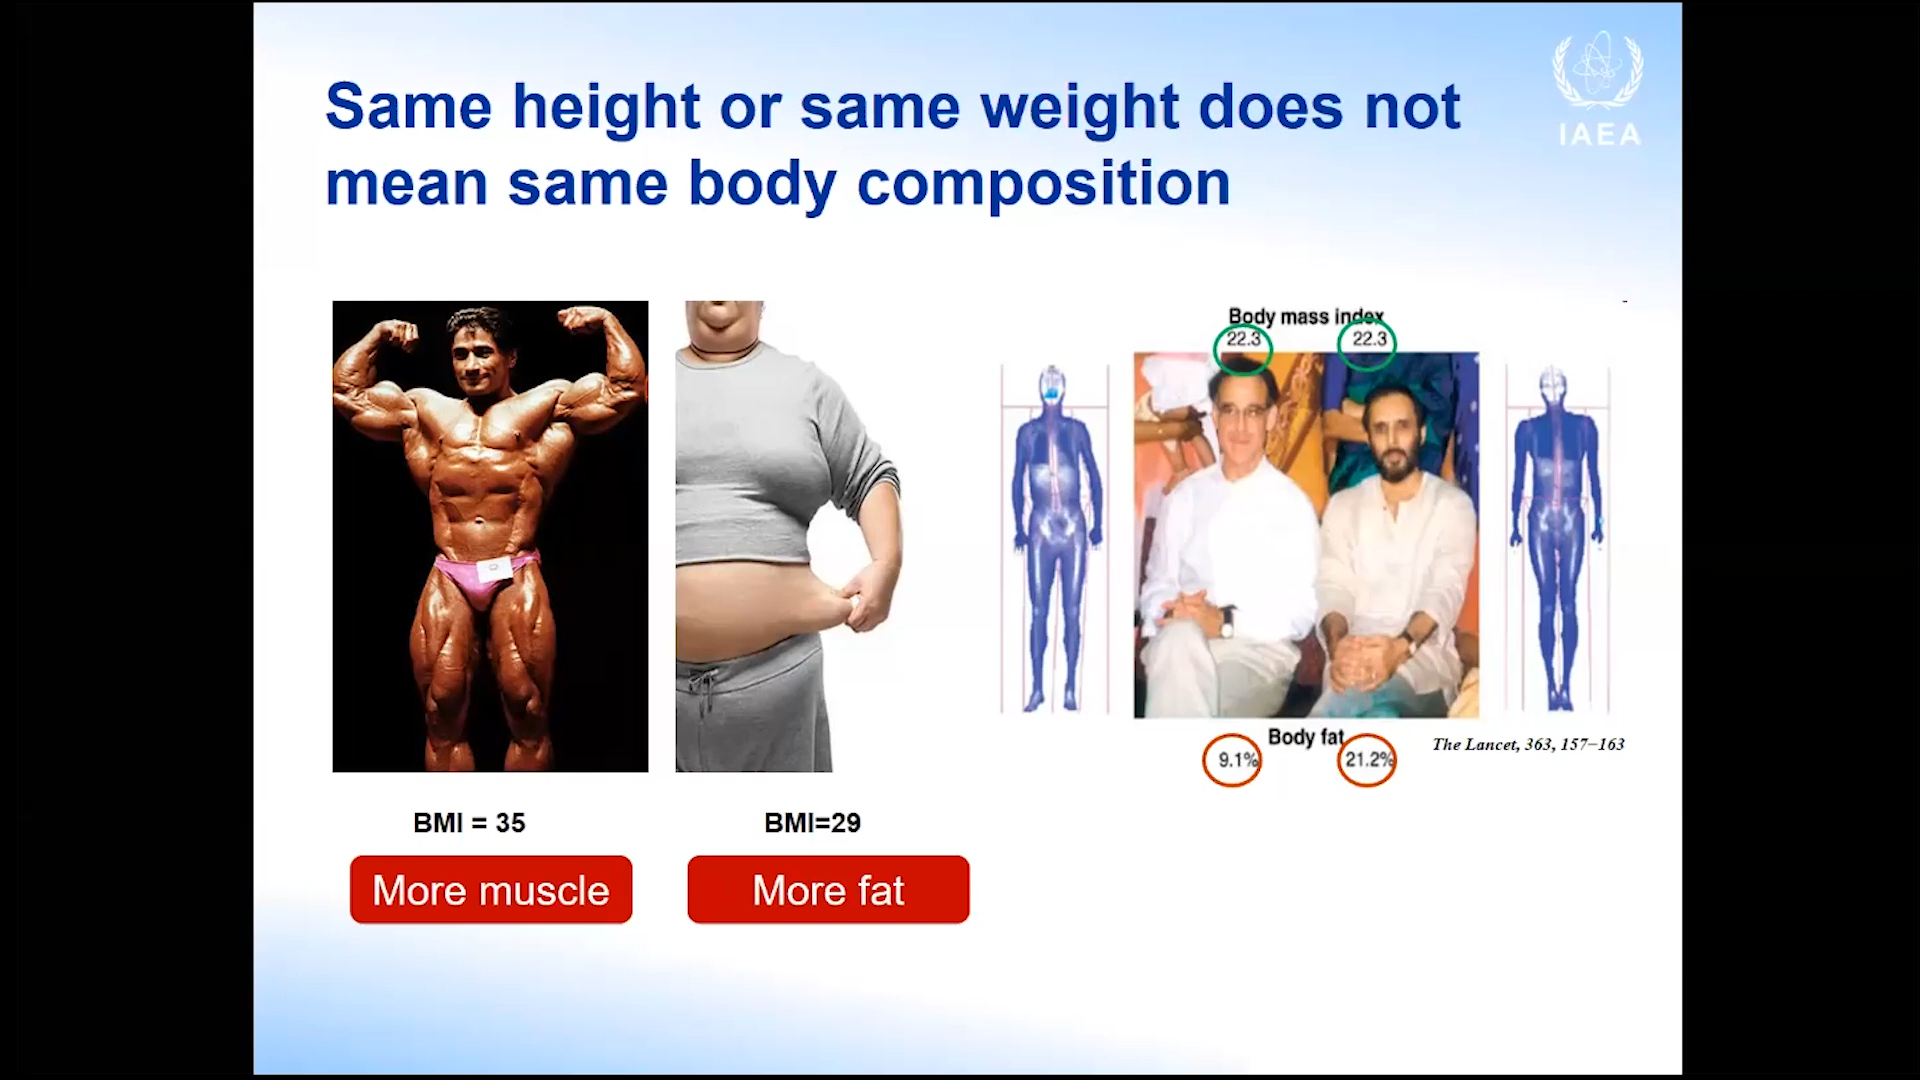 IAEA
Same height or same weight does not
mean same body composition
Body mass index
22.3 22.3
Body fat
9.1% 21.2%
The Lancet, 363, 157–163
BMI = 35
BMI=29
More muscle
More fat